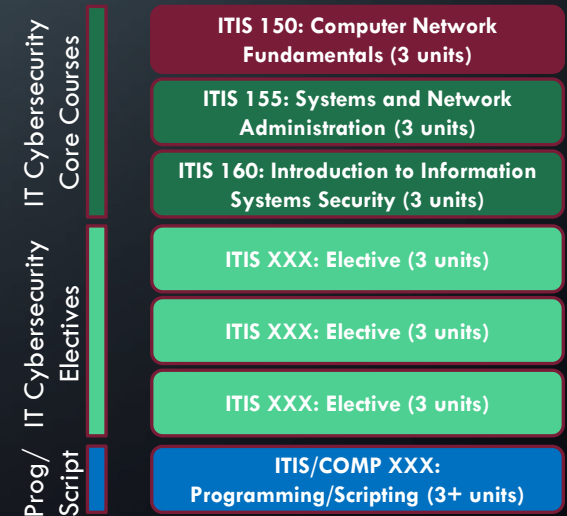 IT Cybersecurity
Core Courses
ITIS 150: Computer Network
Fundamentals (3 units)
ITIS 155: Systems and Network
Administration (3 units)
ITIS 160: Introduction to Information
Systems Security (3 units)
IT Cybersecurity
Electives
ITIS XXX: Elective (3 units)
ITIS XXX: Elective (3 units)
ITIS XXX: Elective (3 units)
Prog/
Script
ITIS/COMP XXX:
Programming/Scripting (3+ units)